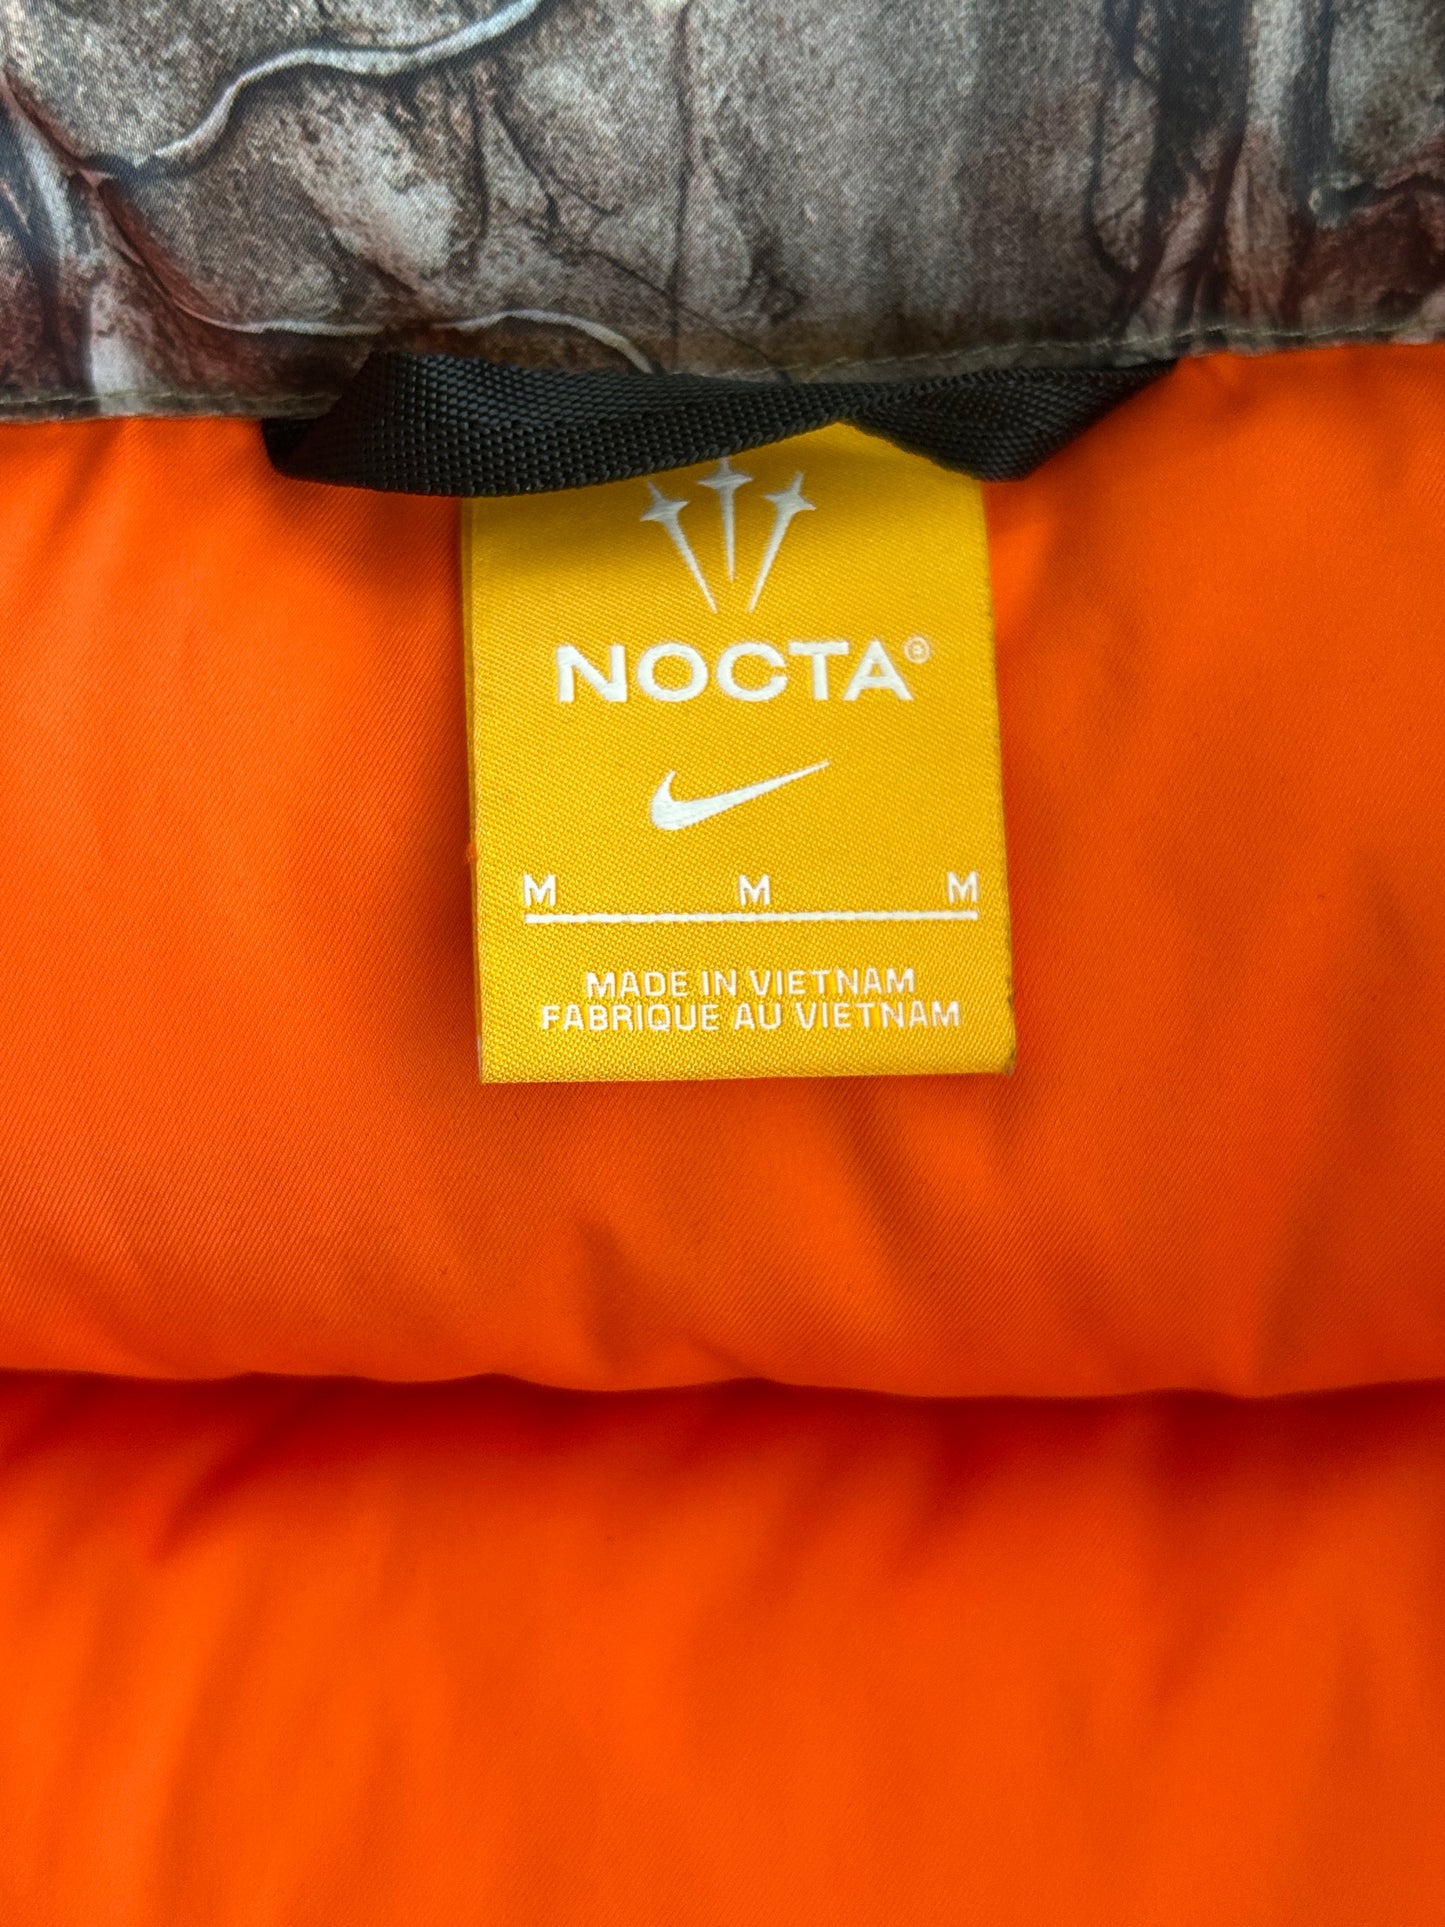 NOCTA®
M M M
MADE IN VIETNAM
FABRIQUE AU VIETNAM